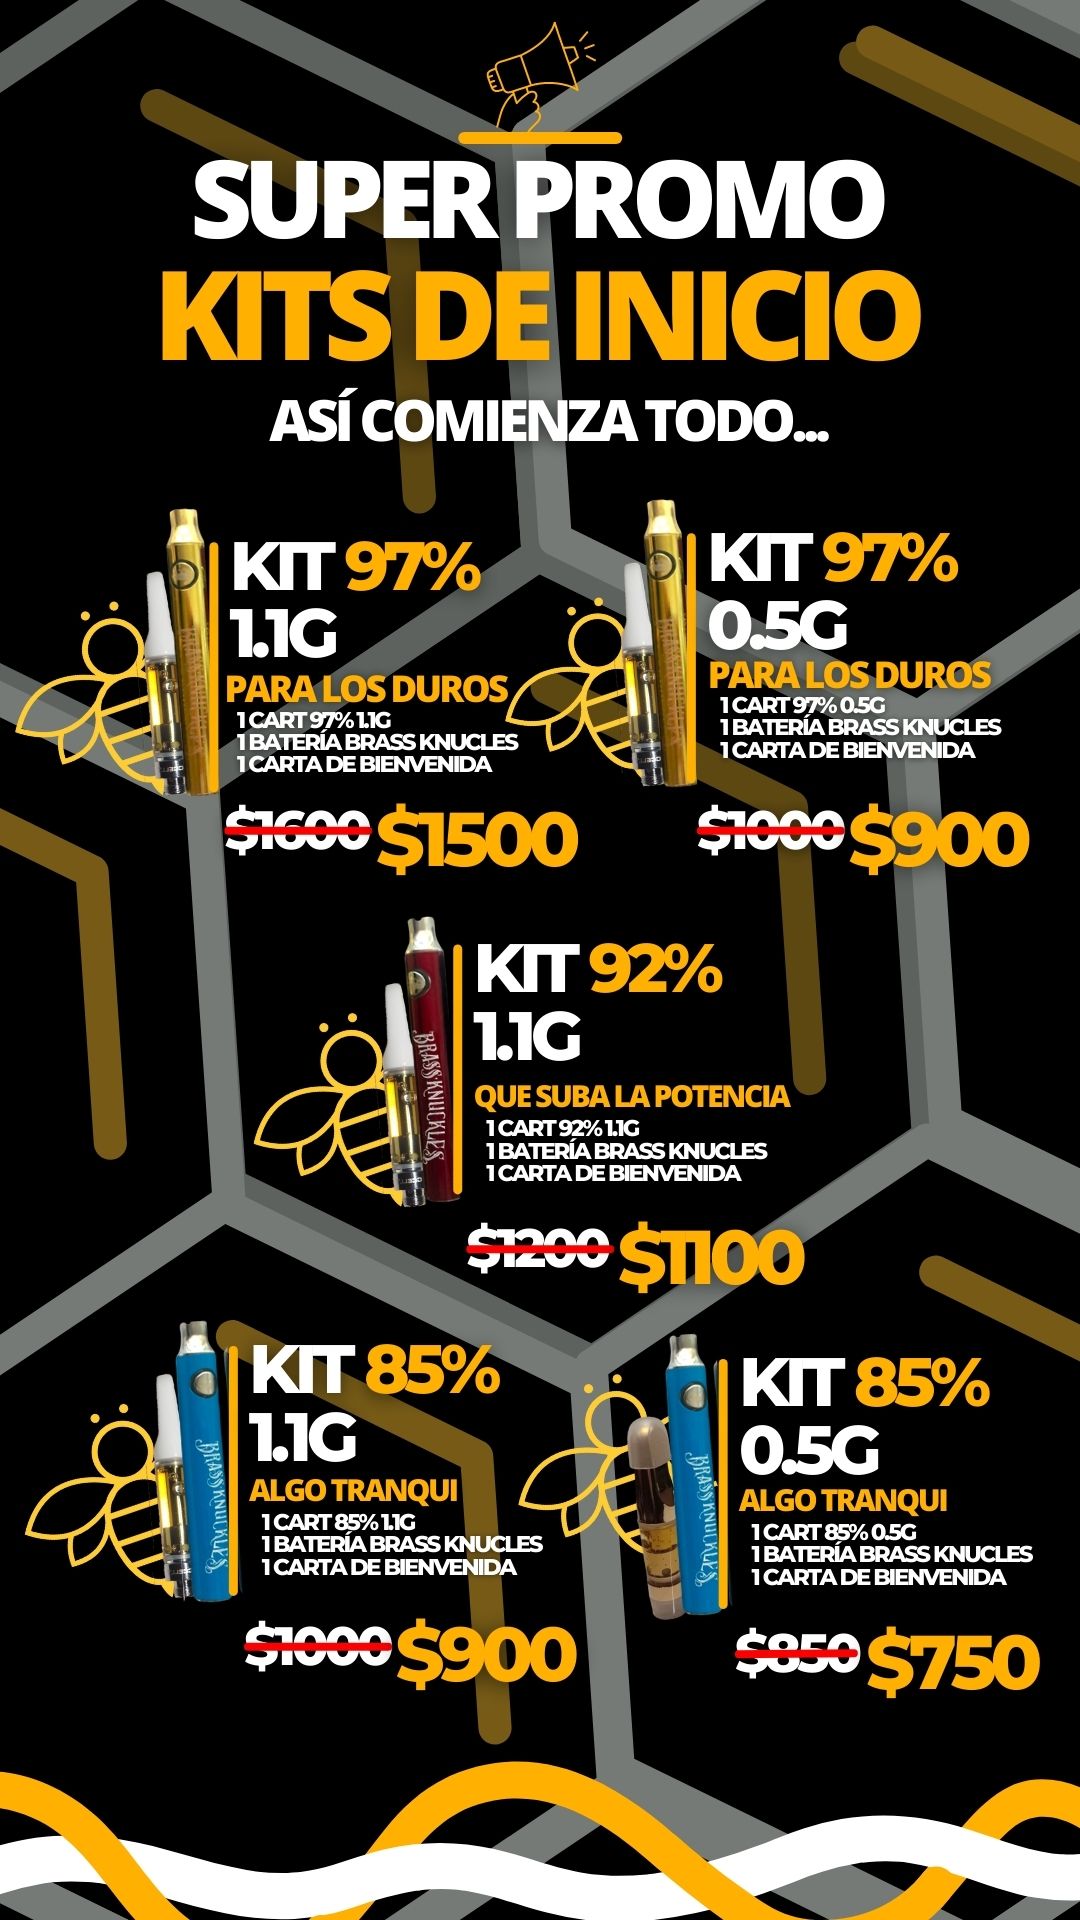 SUPER PROMO
KITS DE INICIO
ASÍ COMIENZA TODO...
KIT 97%
1.1G
PARA LOS DUROS
1 CART 97% 1.1G
1 BATERÍA BRASS KNUCLES
1 CARTA DE BIENVENIDA
$1600 $1500
KIT 97%
0.5G
PARA LOS DUROS
1 CART 97% 0.5G
1 BATERÍA BRASS KNUCLES
1 CARTA DE BIENVENIDA
$1000 $900
BRASS KNUCKLES
KIT 92%
1.1G
QUE SUBA LA POTENCIA
1 CART 92% 1.1G
1 BATERÍA BRASS KNUCLES
1 CARTA DE BIENVENIDA
$1200 $1100
BRASS KNUCKLES
KIT 85%
1.1G
ALGO TRANQUI
1 CART 85% 1.1G
1 BATERÍA BRASS KNUCLES
1 CARTA DE BIENVENIDA
$1000 $900
BRASS KNUCKLES
KIT 85%
0.5G
ALGO TRANQUI
1 CART 85% 0.5G
1 BATERÍA BRASS KNUCLES
1 CARTA DE BIENVENIDA
$850 $750